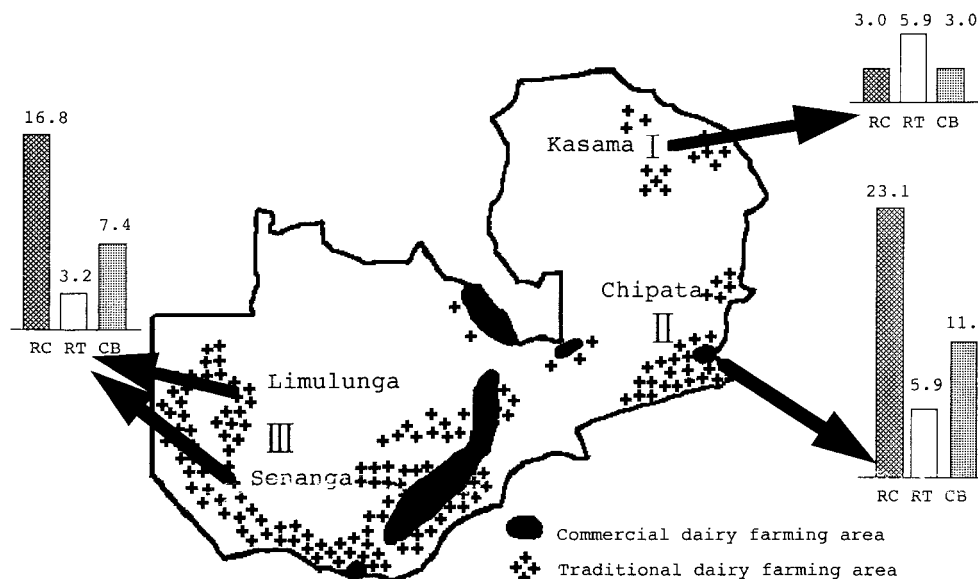 3.0 5.9 3.0
RC RT CB
Kasama I
16.8
3.2
7.4
RC RT CB
23.1
5.9
11.
RC RT CB
Chipata
II
Limulunga
III
Senanga
Commercial dairy farming area
Traditional dairy farming area